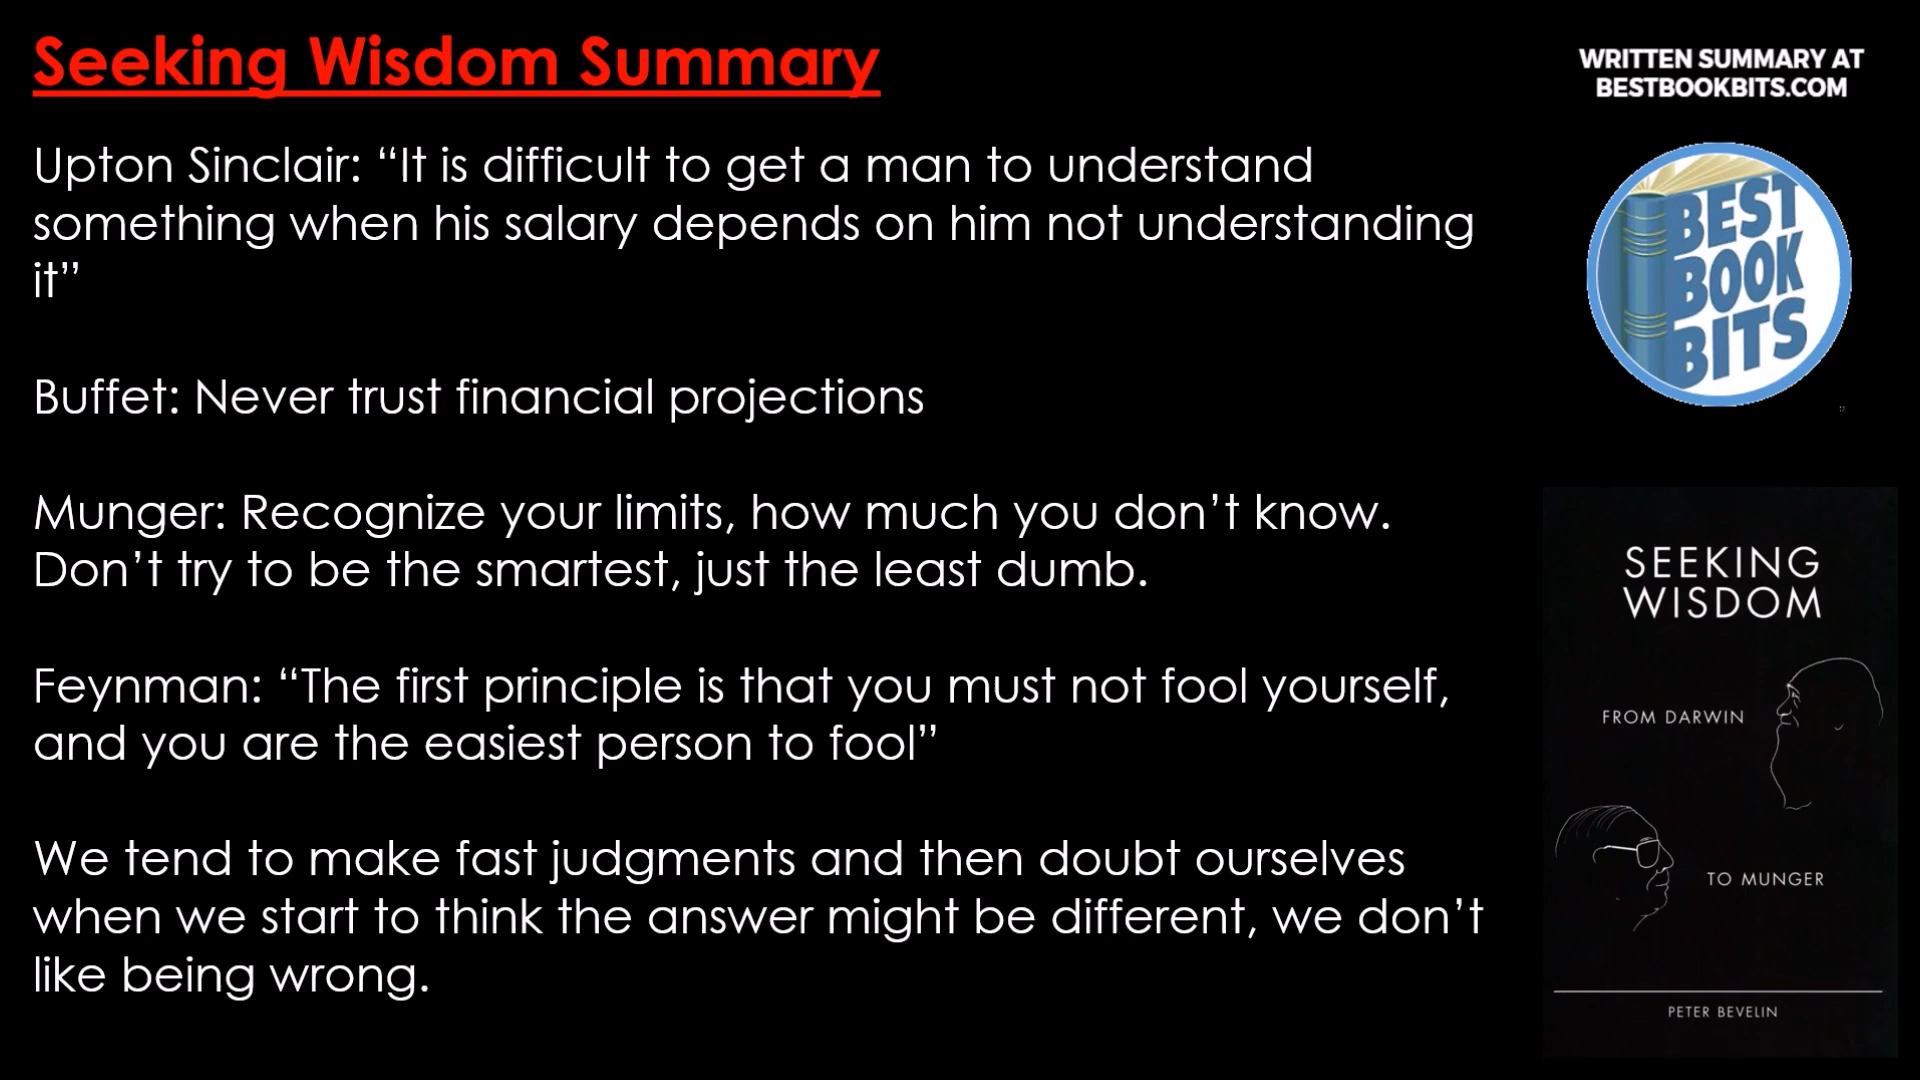 Seeking Wisdom Summary
WRITTEN SUMMARY AT
BESTBOOKBITS.COM
Upton Sinclair: “It is difficult to get a man to understand
something when his salary depends on him not understanding
it”
Buffet: Never trust financial projections
Munger: Recognize your limits, how much you don’t know.
Don’t try to be the smartest, just the least dumb.
Feynman: “The first principle is that you must not fool yourself,
and you are the easiest person to fool”
We tend to make fast judgments and then doubt ourselves
when we start to think the answer might be different, we don’t
like being wrong.
BEST
BOOK
BITS
SEEKING
WISDOM
FROM DARWIN
TO MUNGER
PETER BEVELIN